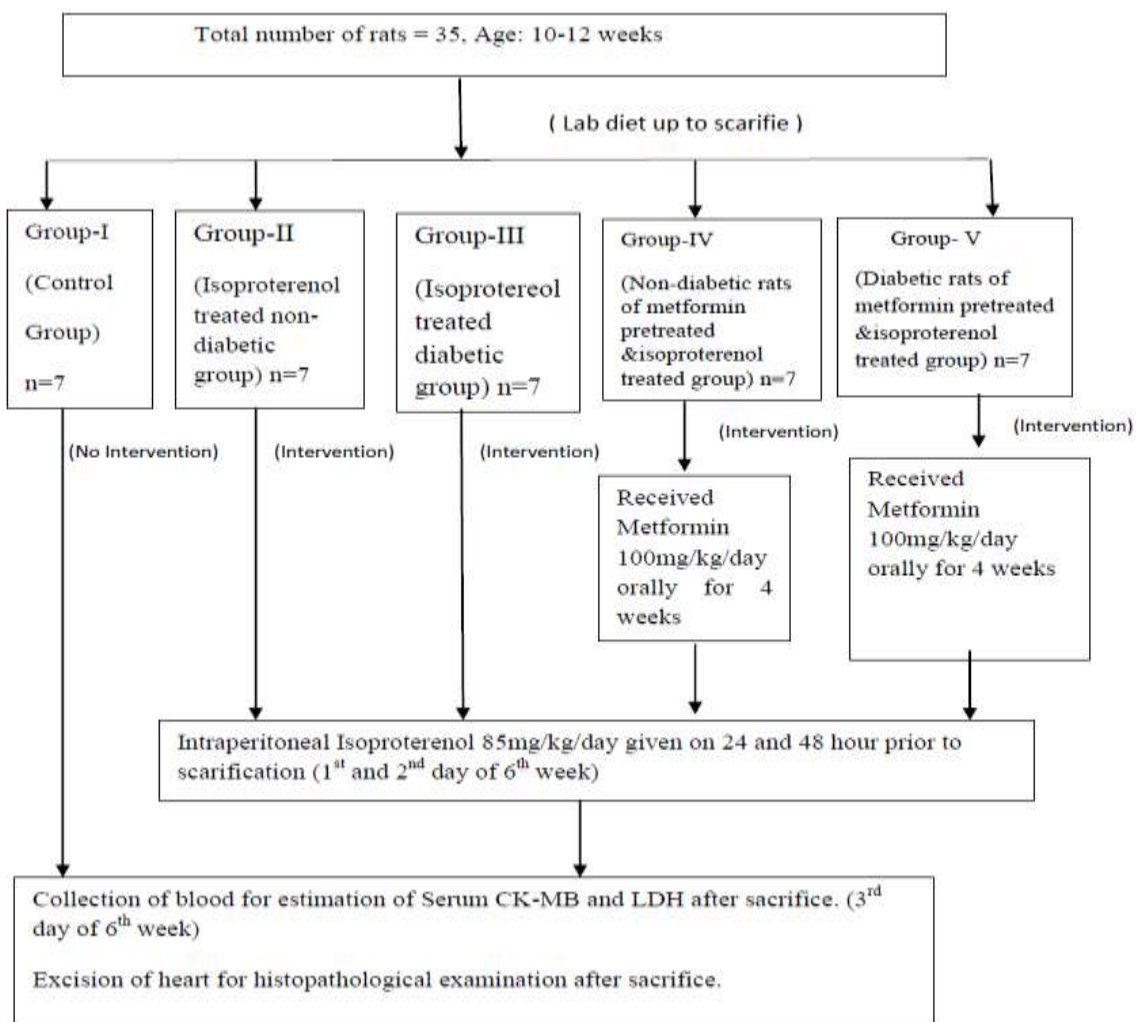 Total number of rats = 35, Age: 10-12 weeks
( Lab diet up to scarifie )
Group-I
(Control
Group)
n=7
Group-II
(Isoproterenol
treated non-
diabetic
group) n=7
Group-III
(Isoprotereol
treated
diabetic
group) n=7
Group-IV
(Non-diabetic rats
of metformin
pretreated
&isoproterenol
treated group) n=7
Group- V
(Diabetic rats of
metformin pretreated
&isoproterenol
treated group) n=7
(No Intervention)
(Intervention)
(Intervention)
(Intervention)
(Intervention)
Received
Metformin
100mg/kg/day
orally for 4
weeks
Received
Metformin
100mg/kg/day
orally for 4 weeks
Intraperitoneal Isoproterenol 85mg/kg/day given on 24 and 48 hour prior to
scarification (1st and 2nd day of 6th week)
Collection of blood for estimation of Serum CK-MB and LDH after sacrifice. (3rd
day of 6th week)
Excision of heart for histopathological examination after sacrifice.